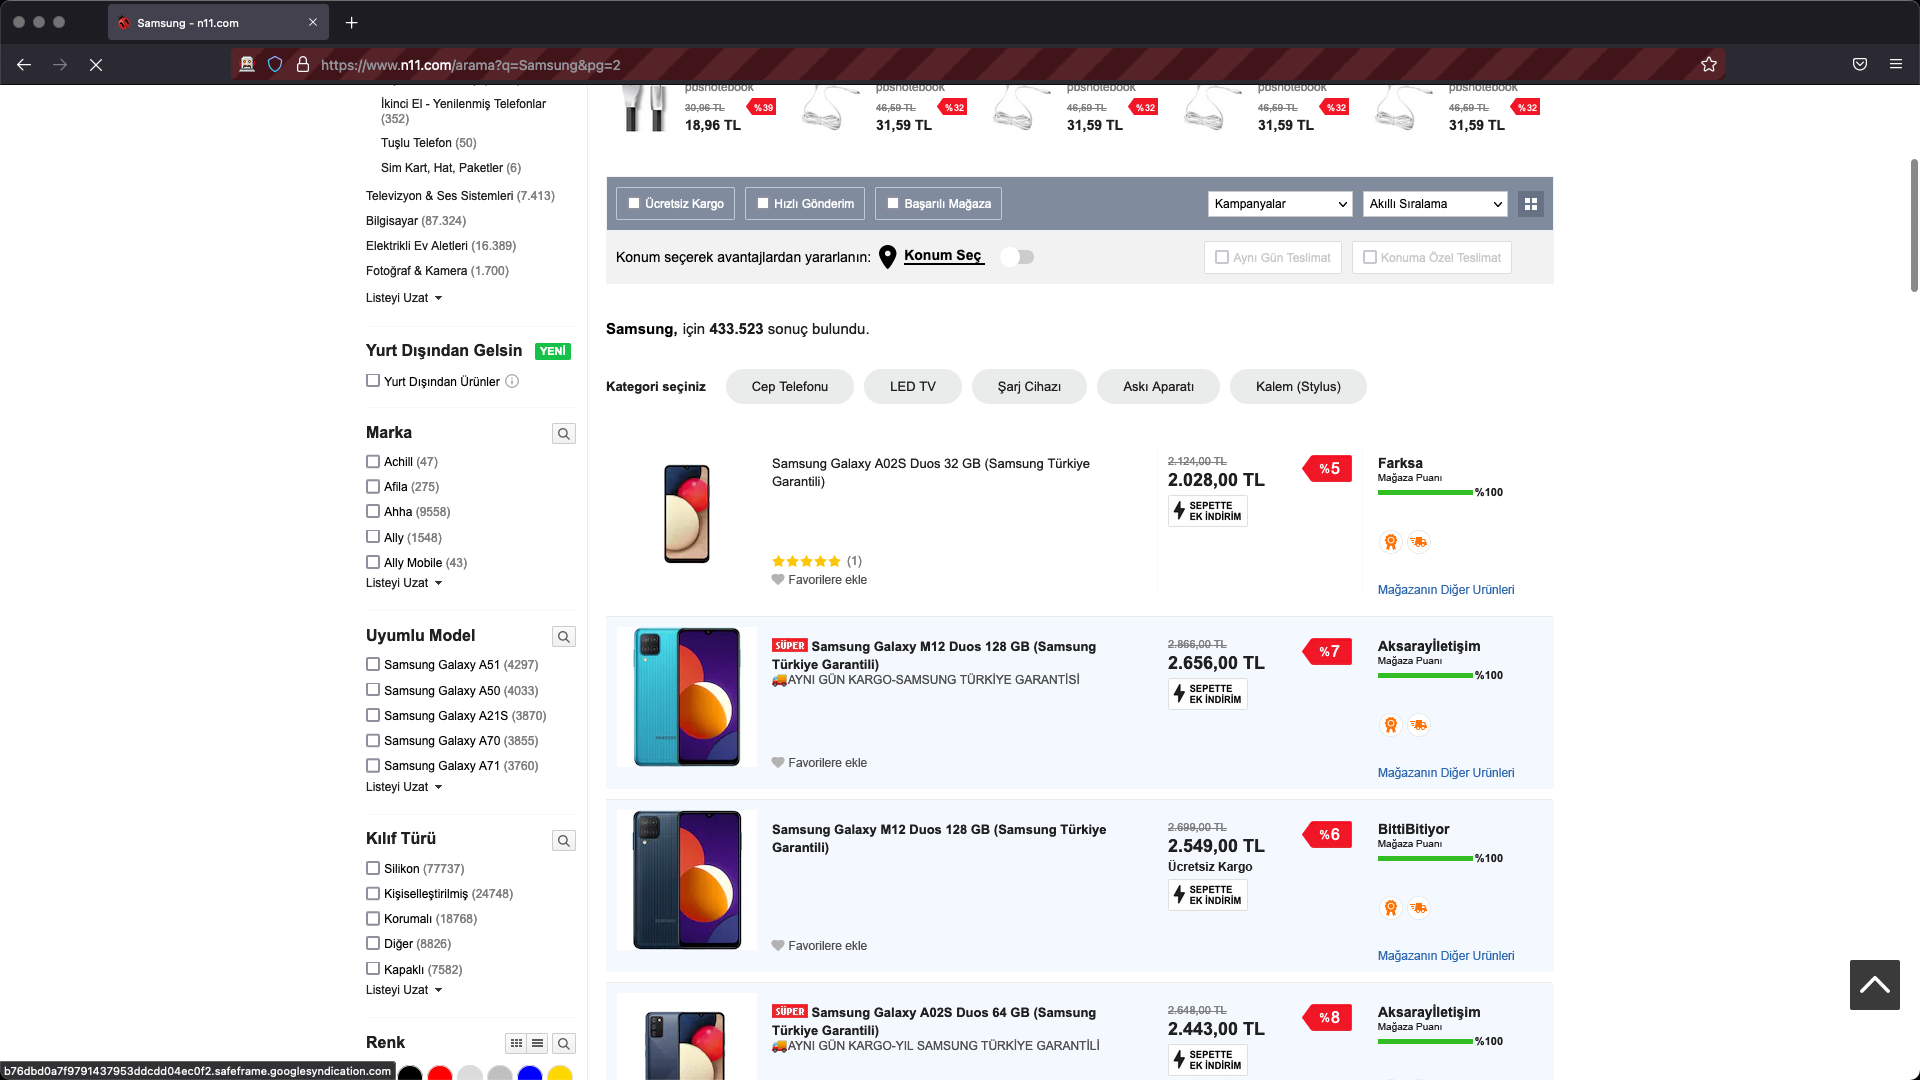 Samsung - n11.com
https://www.n11.com/arama?q=Samsung&pg=2
pbsnotebook
30,96 TL
%39
18,96 TL
pbsnotebook
46,59 TL
%32
31,59 TL
pbsnotebook
46,59 TL
%32
31,59 TL
pbsnotebook
46,59 TL
%32
31,59 TL
pbsnotebook
46,59 TL
%32
31,59 TL
İkinci El - Yenilenmiş Telefonlar
(352)
Tuşlu Telefon (50)
Sim Kart, Hat, Paketler (6)
Televizyon & Ses Sistemleri (7.413)
Bilgisayar (87.324)
Elektrikli Ev Aletleri (16.389)
Fotoğraf & Kamera (1.700)
Listeyi Uzat
Yurt Dışından Gelsin YENİ
Yurt Dışından Ürünler
Marka
Achill (47)
Afila (275)
Ahha (9558)
Ally (1548)
Ally Mobile (43)
Listeyi Uzat
Uyumlu Model
Samsung Galaxy A51 (4297)
Samsung Galaxy A50 (4033)
Samsung Galaxy A21S (3870)
Samsung Galaxy A70 (3855)
Samsung Galaxy A71 (3760)
Listeyi Uzat
Kılıf Türü
Silikon (77737)
Kişiselleştirilmiş (24748)
Korumalı (18768)
Diğer (8826)
Kapaklı (7582)
Listeyi Uzat
Renk
b76dbd0a7f9791437953ddcdd04ec0f2.safeframe.googlesyndication.com
Ücretsiz Kargo
Hızlı Gönderim
Başarılı Mağaza
Kampanyalar
Akıllı Sıralama
Konum seçerek avantajlardan yararlanın: Konum Seç
Aynı Gün Teslimat
Konuma Özel Teslimat
Samsung, için 433.523 sonuç bulundu.
Kategori seçiniz
Cep Telefonu
LED TV
Şarj Cihazı
Askı Aparatı
Kalem (Stylus)
Samsung Galaxy A02S Duos 32 GB (Samsung Türkiye
Garantili)
(1)
Favorilere ekle
2.124,00 TL
2.028,00 TL
SEPETTE
EK İNDİRİM
%5
Farksa
Mağaza Puanı
%100
Mağazanın Diğer Ürünleri
SÜPER Samsung Galaxy M12 Duos 128 GB (Samsung
Türkiye Garantili)
AYNI GÜN KARGO-SAMSUNG TÜRKİYE GARANTİSİ
Favorilere ekle
2.866,00 TL
2.656,00 TL
SEPETTE
EK İNDİRİM
%7
Aksarayİletişim
Mağaza Puanı
%100
Mağazanın Diğer Ürünleri
Samsung Galaxy M12 Duos 128 GB (Samsung Türkiye
Garantili)
Favorilere ekle
2.699,00 TL
2.549,00 TL
Ücretsiz Kargo
SEPETTE
EK İNDİRİM
%6
BittiBitiyor
Mağaza Puanı
%100
Mağazanın Diğer Ürünleri
SÜPER Samsung Galaxy A02S Duos 64 GB (Samsung
Türkiye Garantili)
AYNI GÜN KARGO-YIL SAMSUNG TÜRKİYE GARANTİLİ
2.648,00 TL
2.443,00 TL
SEPETTE
EK İNDİRİM
%8
Aksarayİletişim
Mağaza Puanı
%100